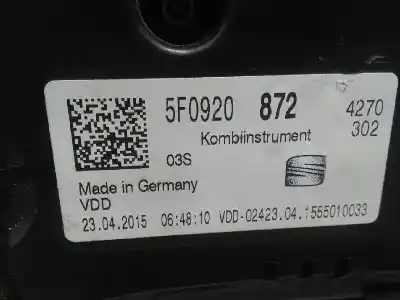 5F0920 872 4270
Kombiinstrument 302
03S
Made in Germany
VDD
23.04.2015 06:48:10 VDD-02423.04.1555010033